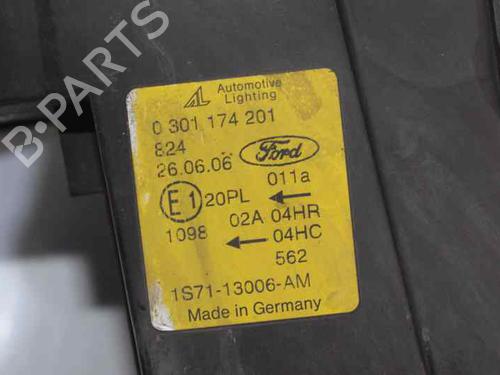 B-PARTS
AL Automotive
Lighting
0 301 174 201
824
26.06.06 Ford
011a
E1 20PL ←
02A 04HR
1098 ← 04HC
562
1S71-13006-AM
Made in Germany